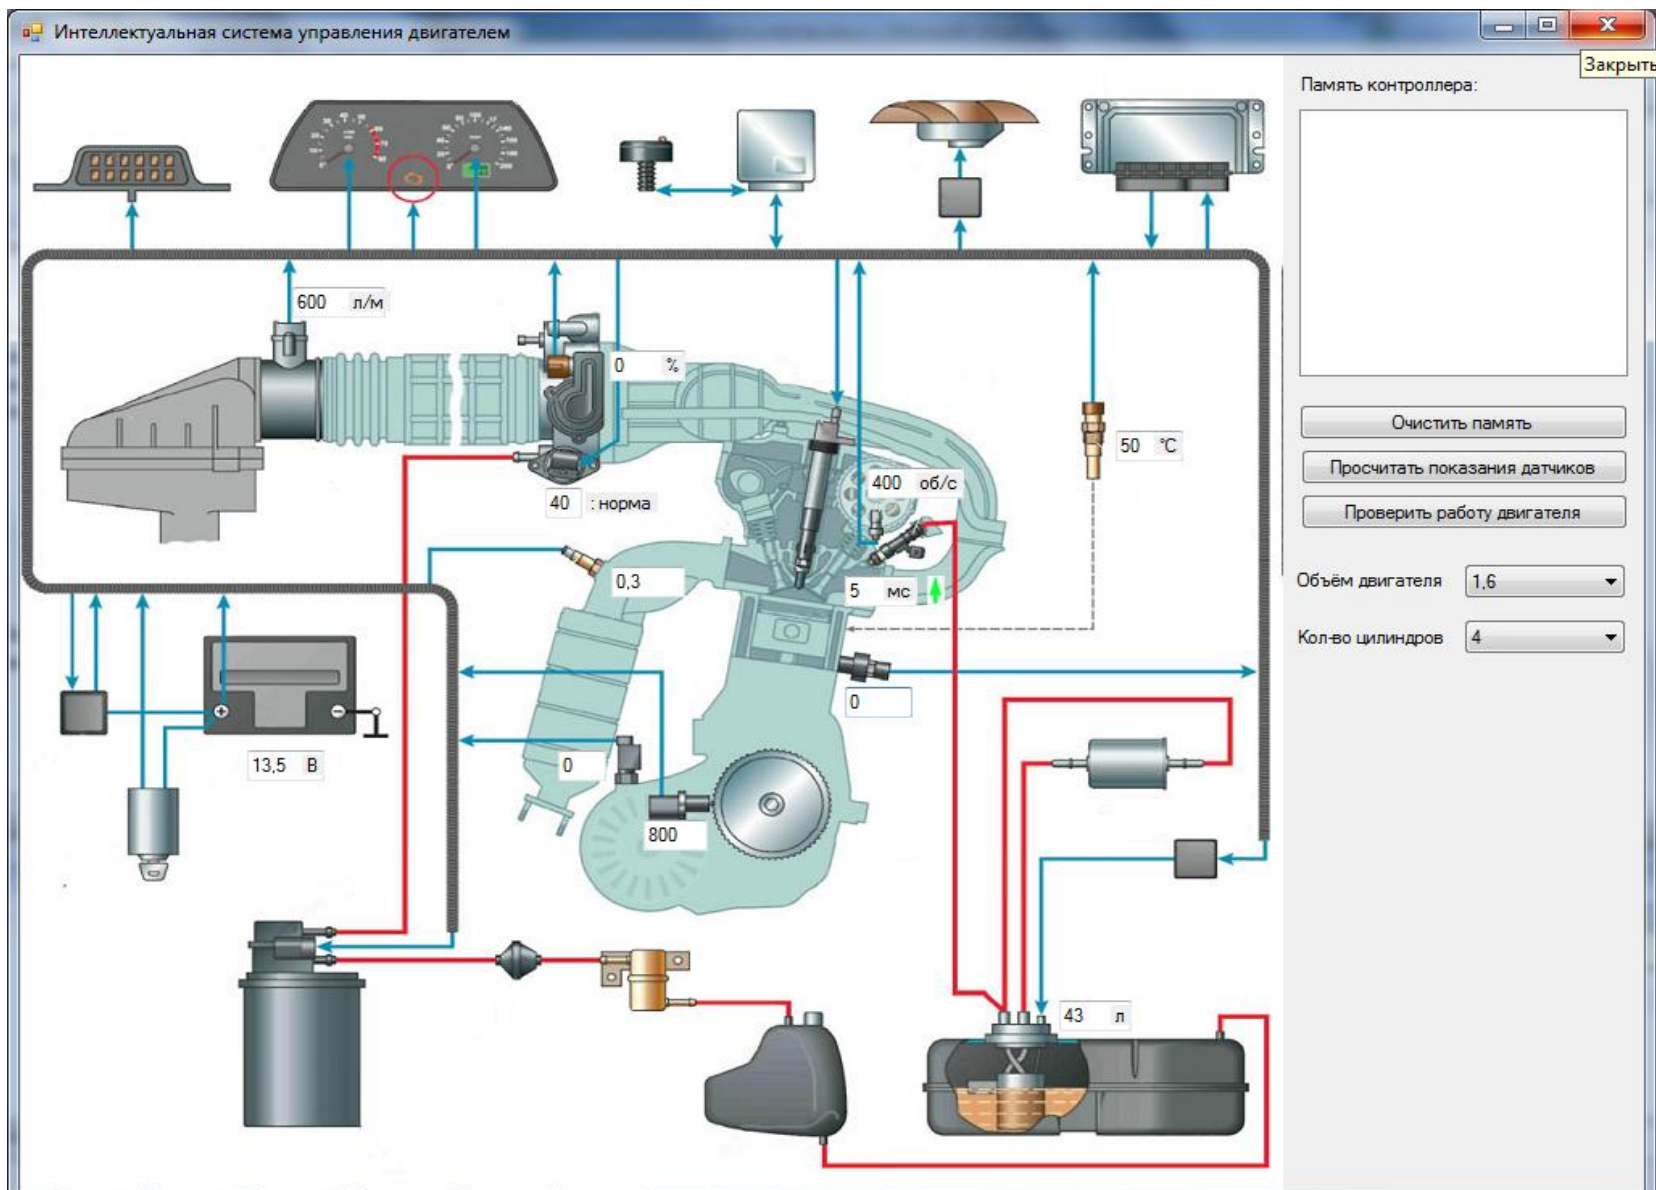 Интеллектуальная система управления двигателем
Закрыть
Память контроллера:
600 л/м
0 %
50 °C
400 об/с
40 : норма
0,3
5 мс
0
13,5 В
0
800
43 л
Очистить память
Просчитать показания датчиков
Проверить работу двигателя
Объём двигателя 1,6
Кол-во цилиндров 4